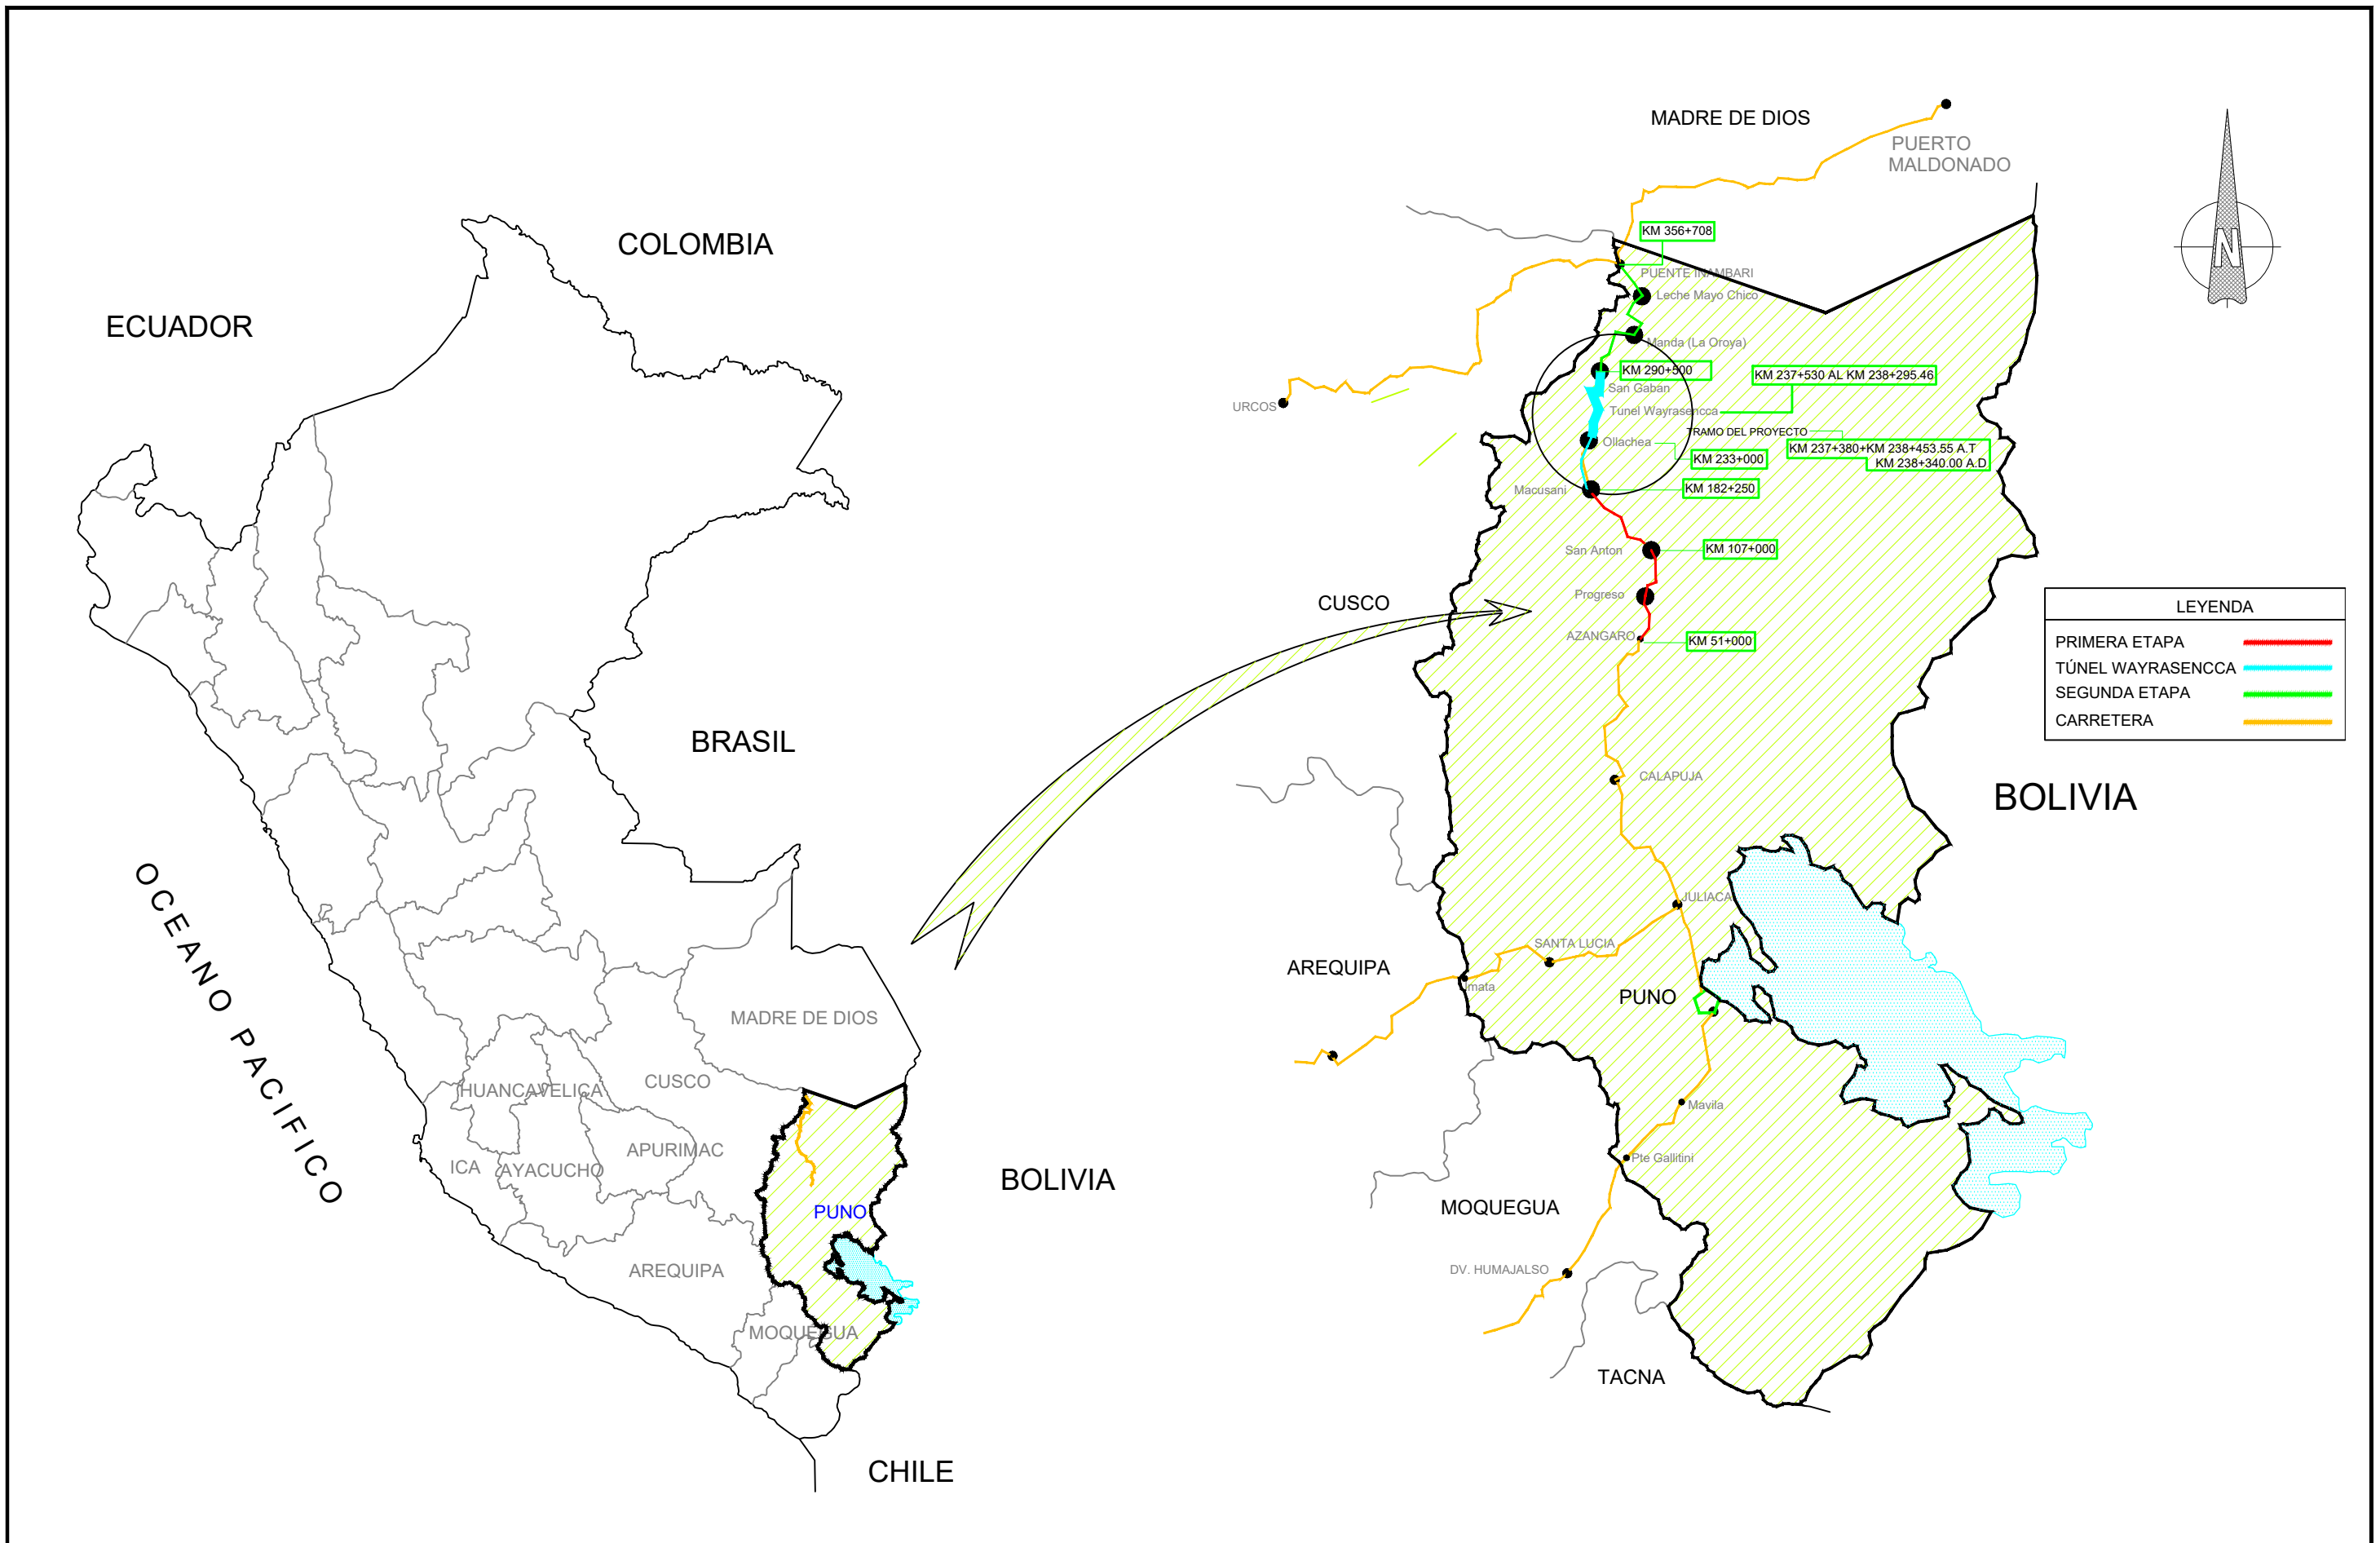 COLOMBIA
ECUADOR
BRASIL
OCEANO PACIFICO
MADRE DE DIOS
HUANCAVELICA
CUSCO
APURIMAC
ICA
AYACUCHO
PUNO
BOLIVIA
AREQUIPA
MOQUEGUA
CHILE
MADRE DE DIOS
PUERTO
MALDONADO
N
KM 356+708
PUENTE INAMBARI
Leche Mayo Chico
Manda (La Oroya)
KM 290+500
San Gaban
KM 237+530 AL KM 238+295.46
URCOS
Tunel Wayrasencca
TRAMO DEL PROYECTO
Ollachea
KM 237+380+KM 238+453.55 A.T
KM 238+340.00 A.D
KM 233+000
Macusani
KM 182+250
San Anton
KM 107+000
Progreso
CUSCO
AZANGARO
KM 51+000
LEYENDA
PRIMERA ETAPA
TÚNEL WAYRASENCCA
SEGUNDA ETAPA
CARRETERA
CALAPUJA
BOLIVIA
JULIACA
SANTA LUCIA
AREQUIPA
Imata
PUNO
Mavila
Pte Gallitini
MOQUEGUA
DV. HUMAJALSO
TACNA